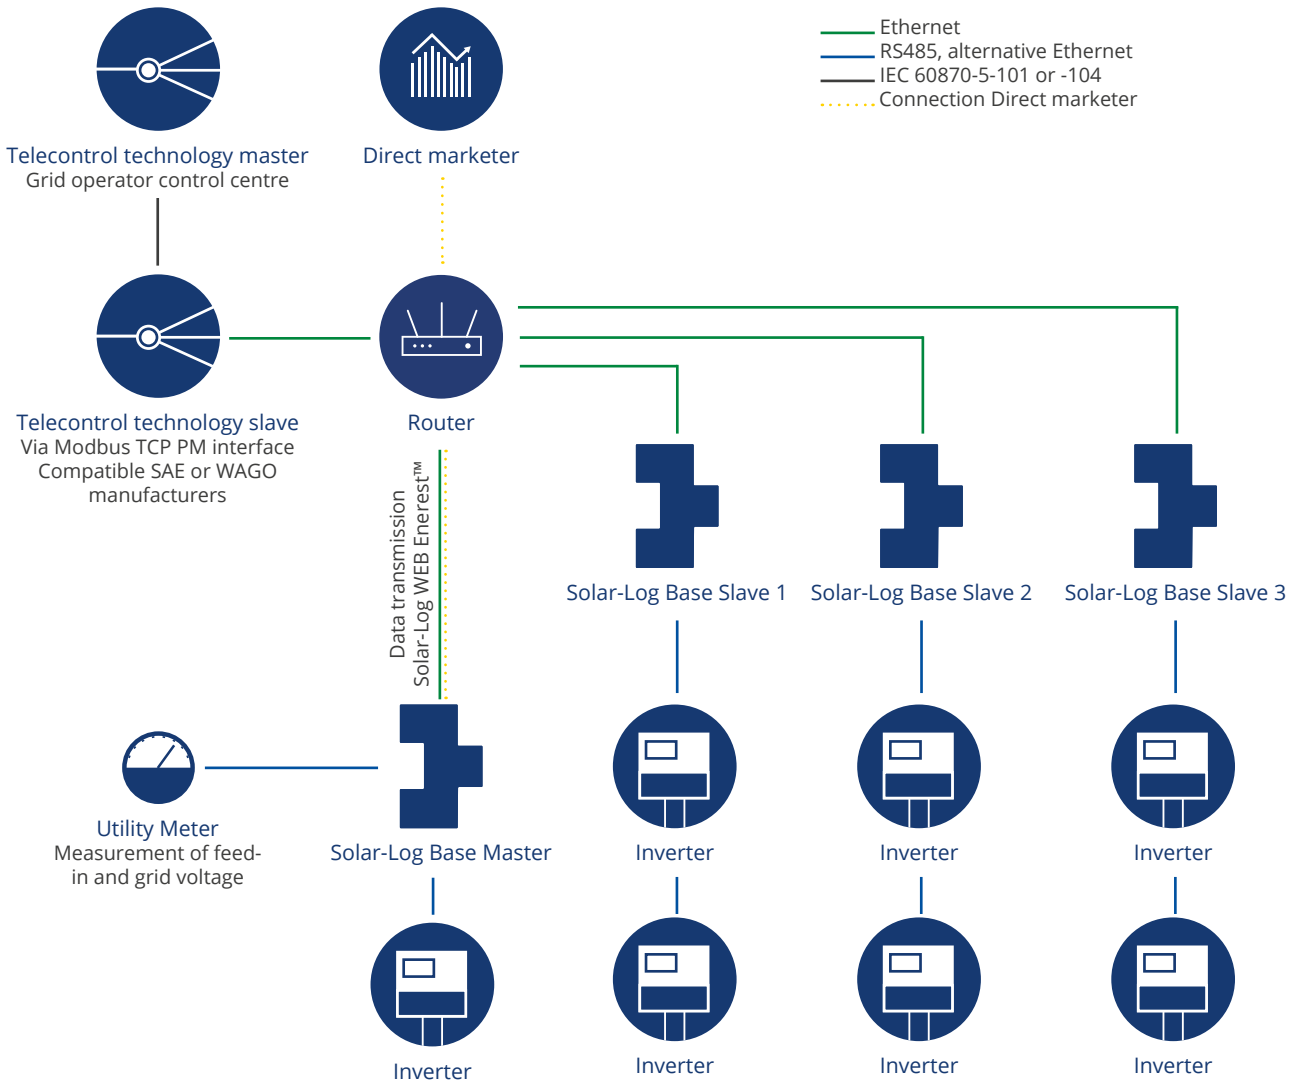 Ethernet
RS485, alternative Ethernet
IEC 60870-5-101 or -104
Connection Direct marketer
Telecontrol technology master
Grid operator control centre
Direct marketer
Telecontrol technology slave
Via Modbus TCP PM interface
Compatible SAE or WAGO
manufacturers
Router
Data transmission
Solar-Log WEB Enerest™
Solar-Log Base Slave 1
Solar-Log Base Slave 2
Solar-Log Base Slave 3
Utility Meter
Measurement of feed-
in and grid voltage
Solar-Log Base Master
Inverter
Inverter
Inverter
Inverter
Inverter
Inverter
Inverter